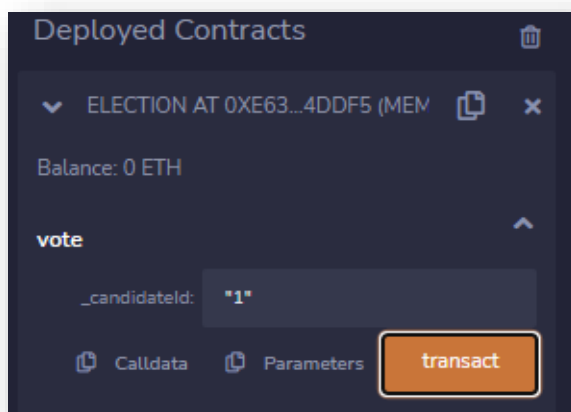 Deployed Contracts
ELECTION AT 0XE63...4DDF5 (MEM
Balance: 0 ETH
vote
_candidateId: "1"
Calldata Parameters transact